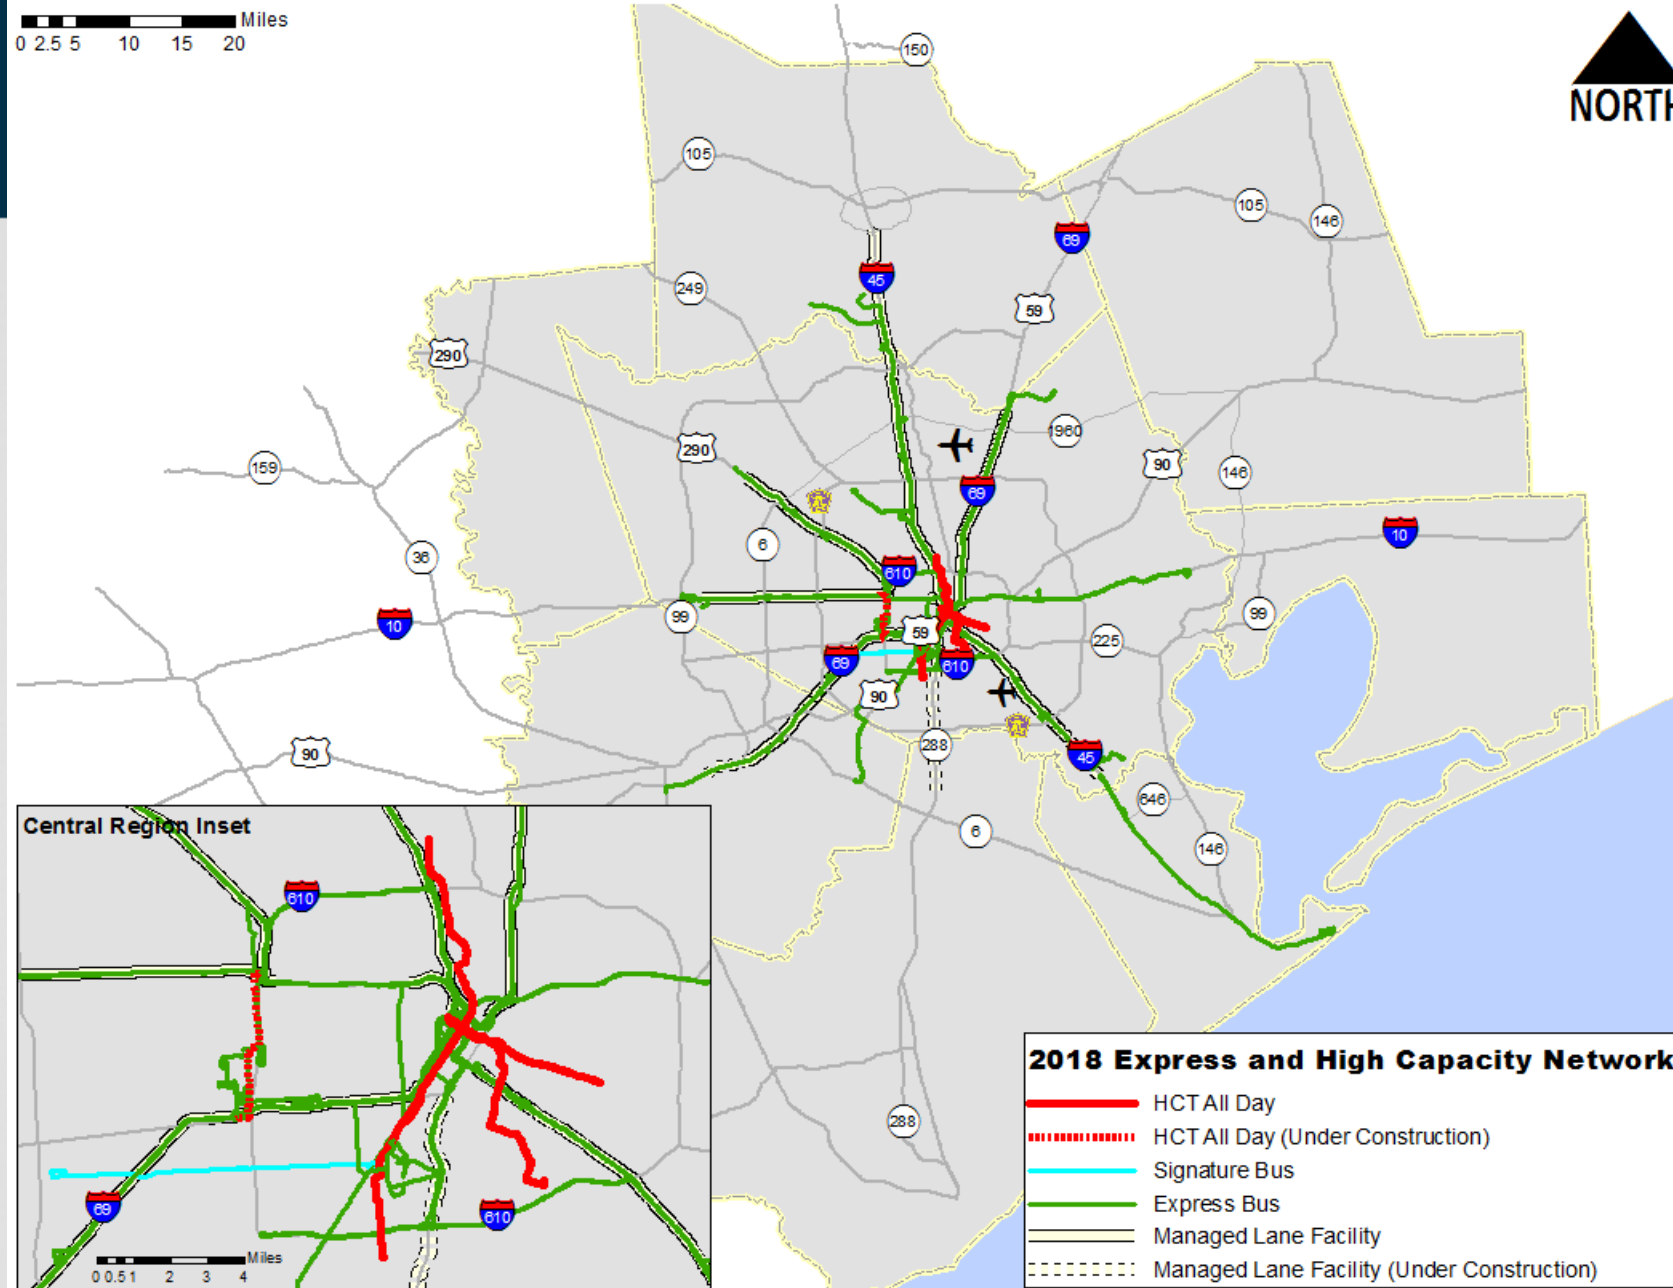 Miles
0 2.5 5 10 15 20
NORTH
150
105
105
146
69
45
249
59
290
290
1960
90
146
159
69
10
6
36
610
10
99
99
59
225
69
610
90
288
90
45
646
6
146
288
Central Region Inset
610
69
610
Miles
0 0.5 1 2 3 4
2018 Express and High Capacity Network
HCT All Day
HCT All Day (Under Construction)
Signature Bus
Express Bus
Managed Lane Facility
Managed Lane Facility (Under Construction)